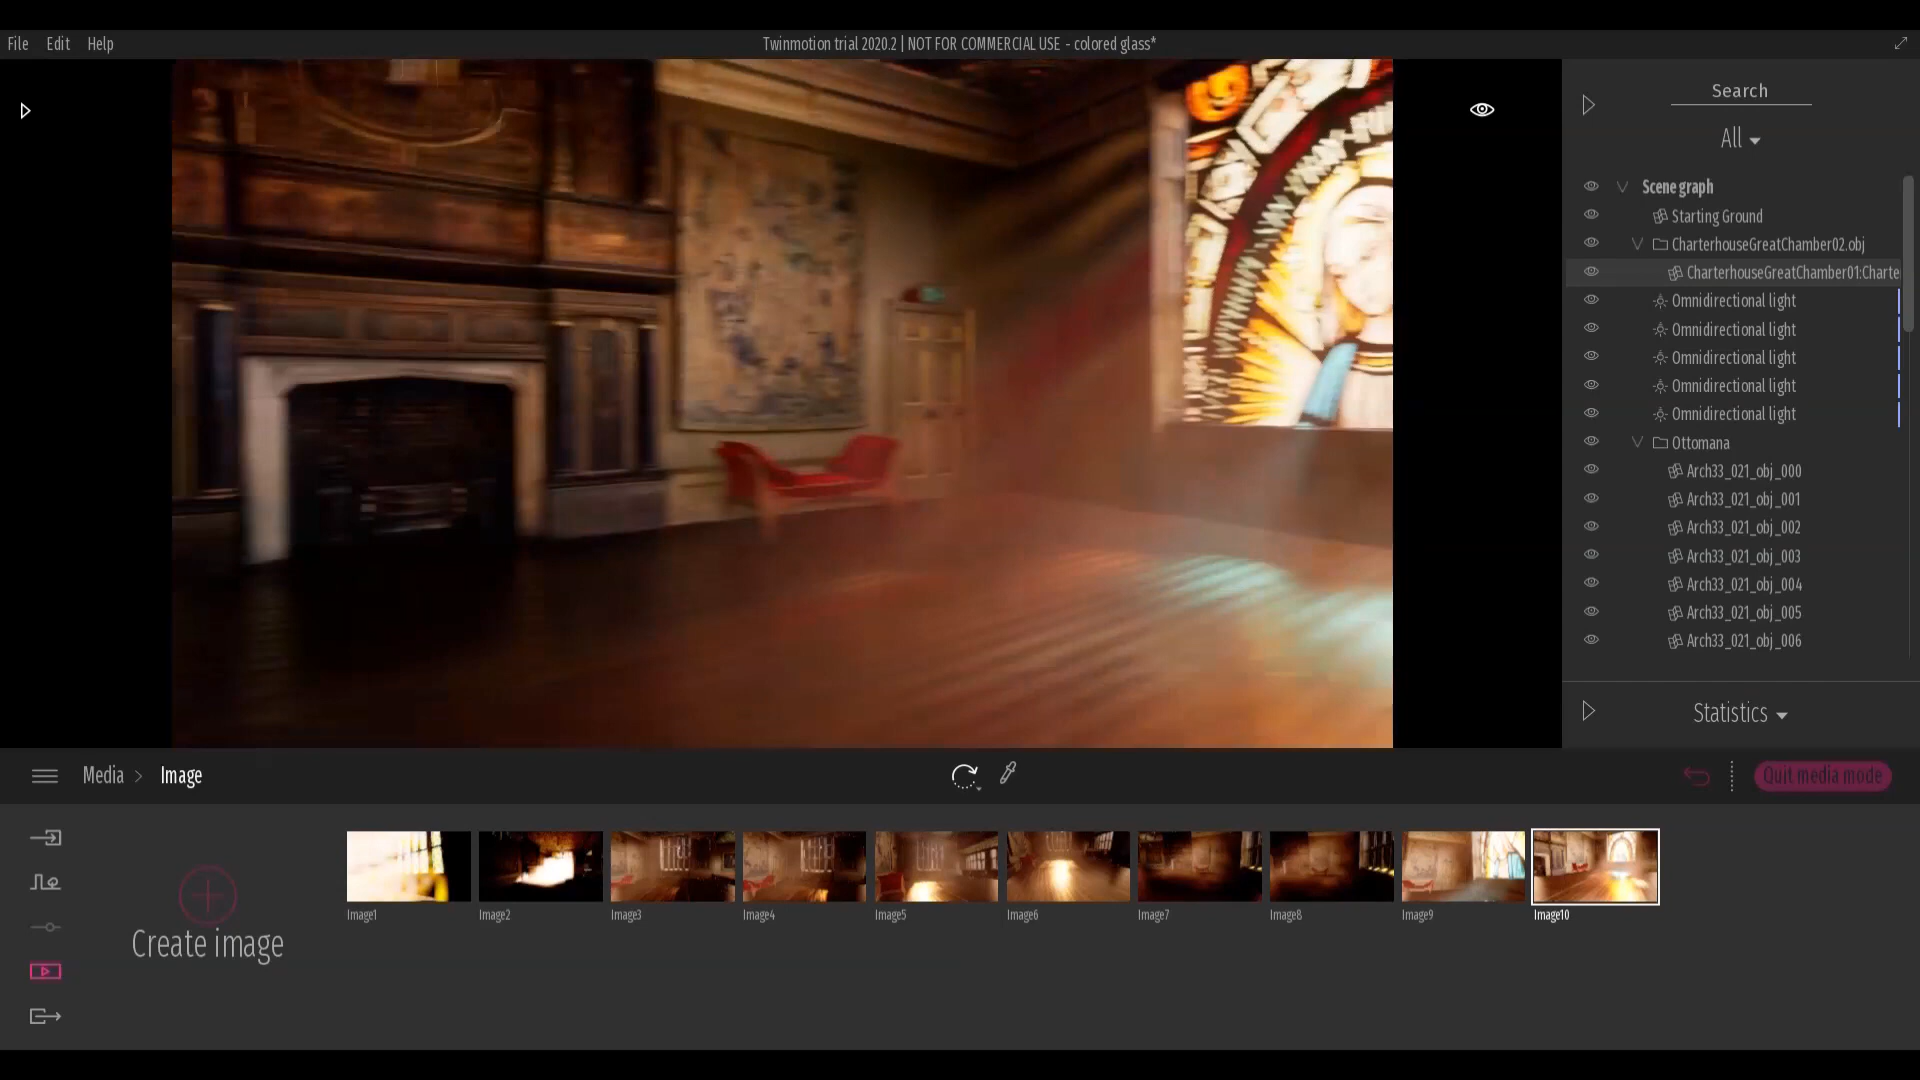 File Edit Help
Twinmotion trial 2020.2 | NOT FOR COMMERCIAL USE - colored glass*
Search
All
Scene graph
Starting Ground
CharterhouseGreatChamber02.obj
CharterhouseGreatChamber01:Charte
Omnidirectional light
Omnidirectional light
Omnidirectional light
Omnidirectional light
Omnidirectional light
Ottomana
Arch33_021_obj_000
Arch33_021_obj_001
Arch33_021_obj_002
Arch33_021_obj_003
Arch33_021_obj_004
Arch33_021_obj_005
Arch33_021_obj_006
Statistics
Media > Image
Quit media mode
Create image
Image1
Image2
Image3
Image4
Image5
Image6
Image7
Image8
Image9
Image10